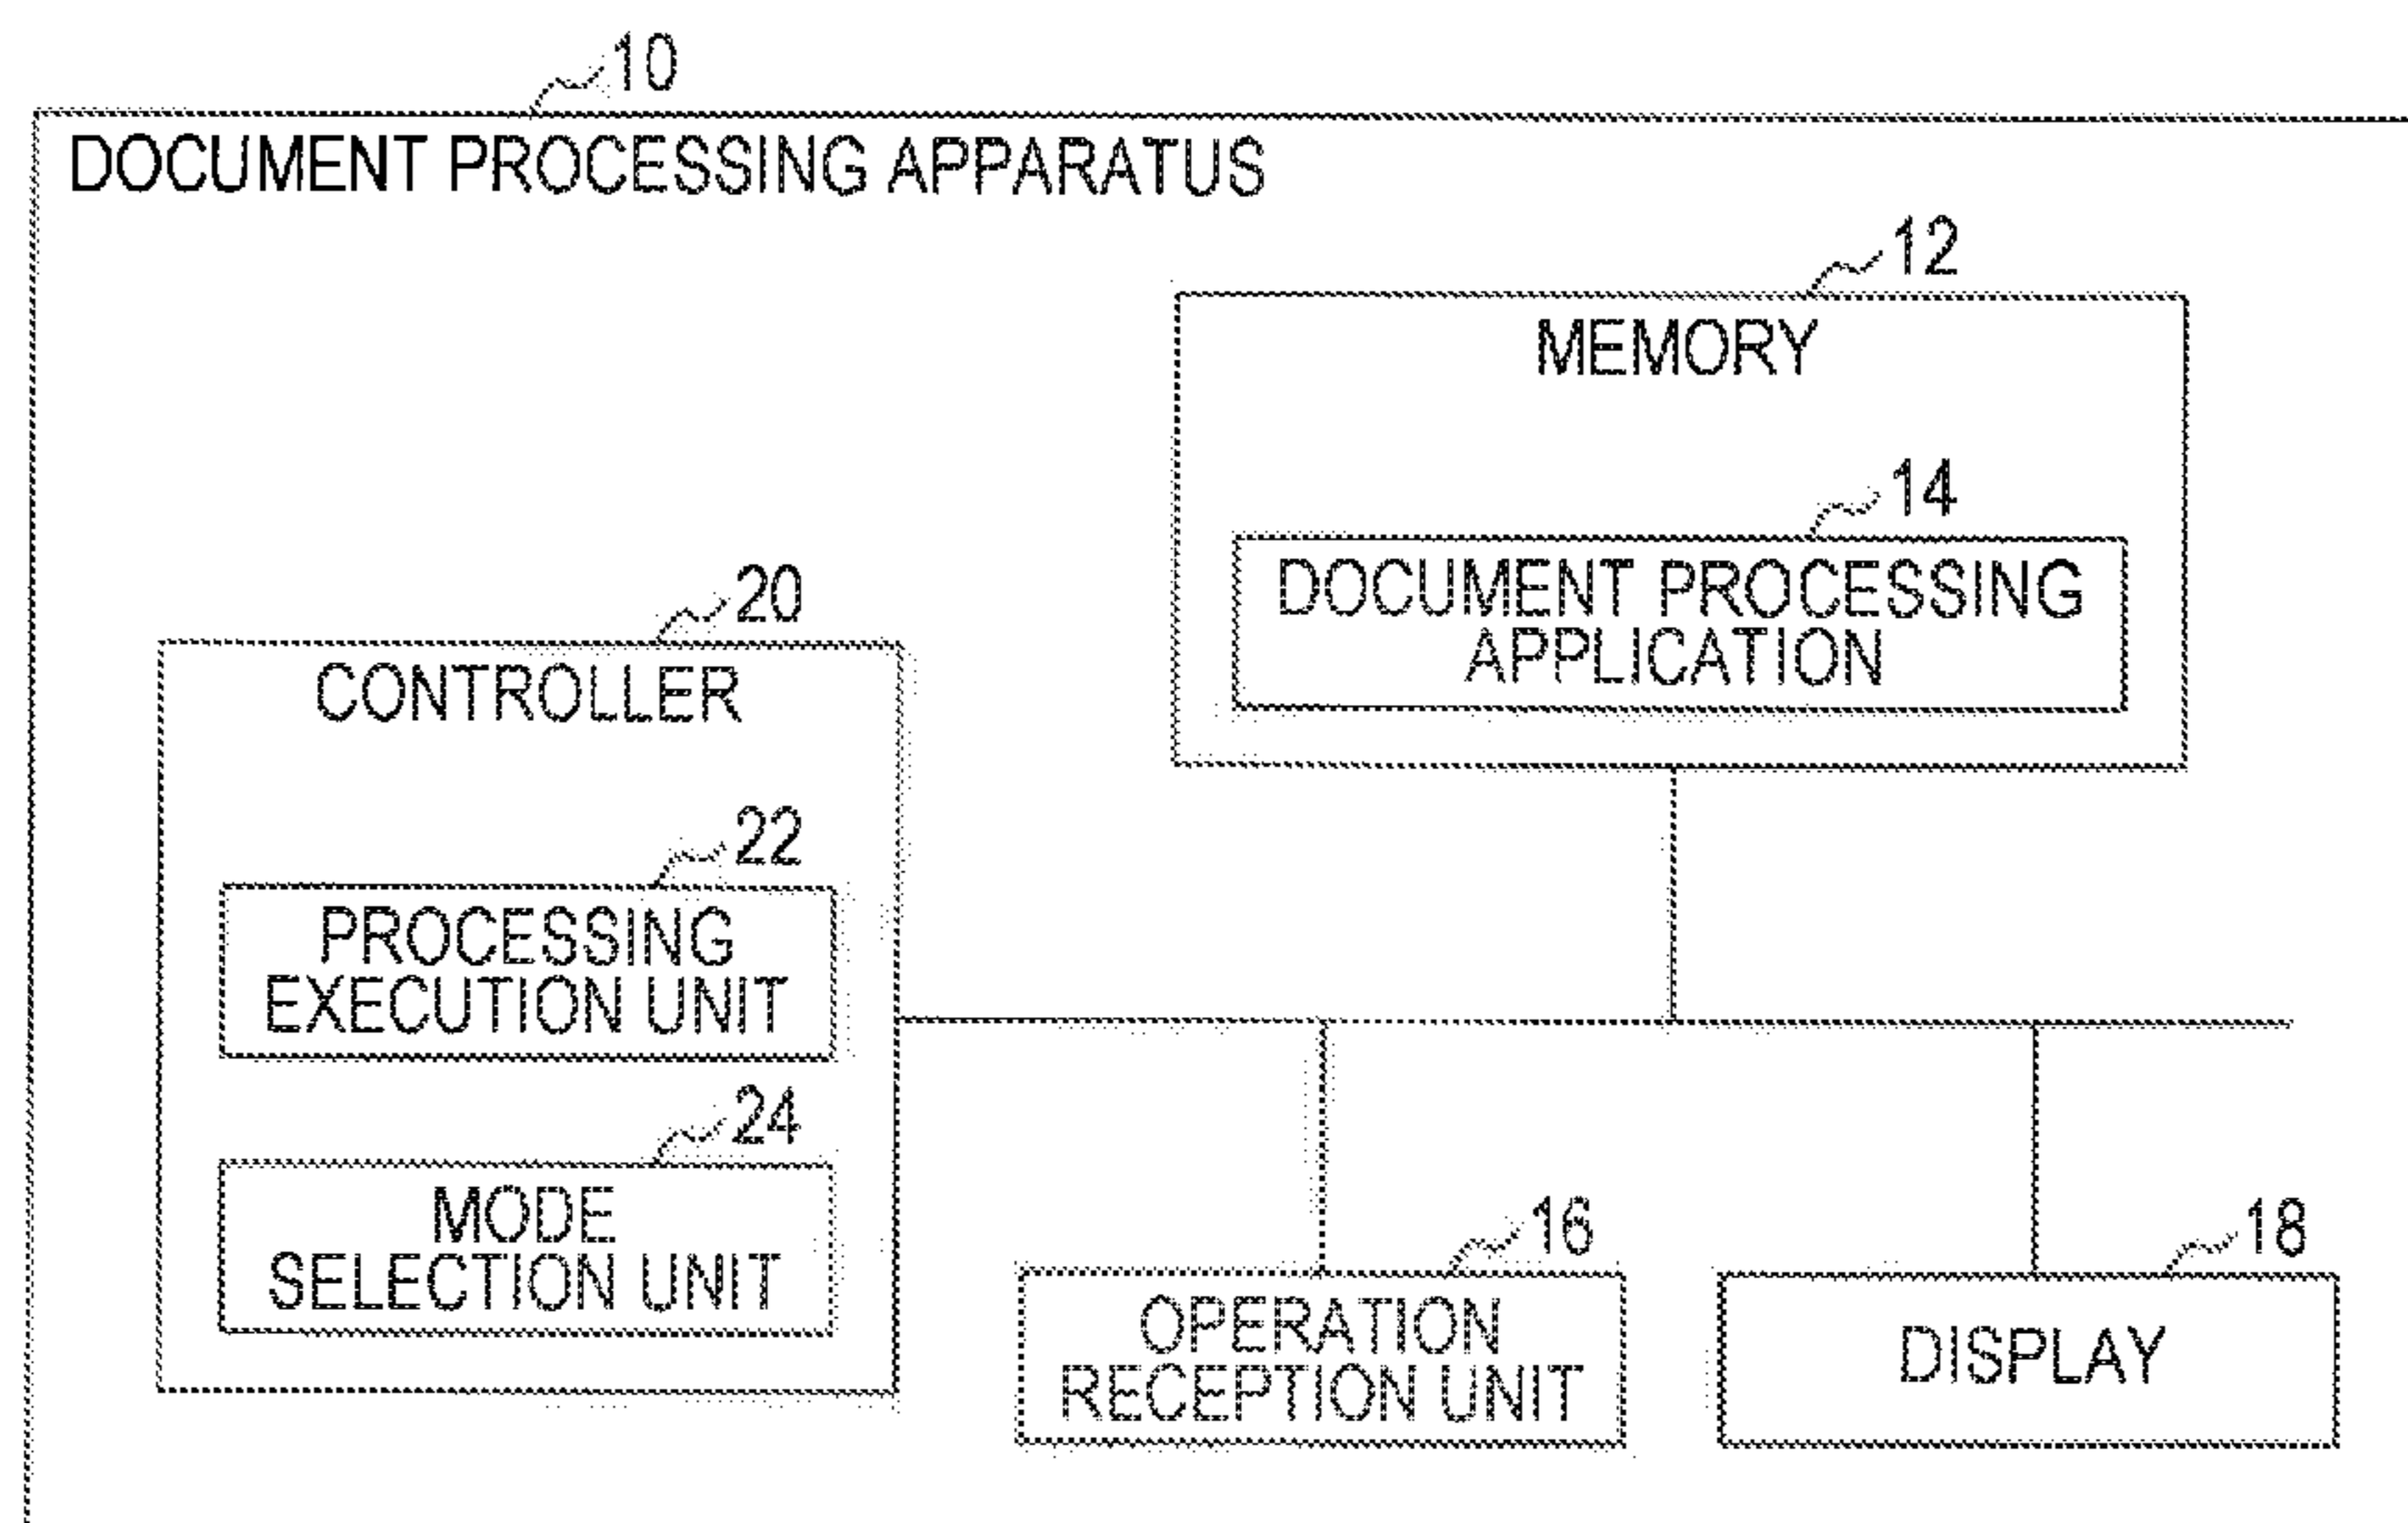 10
DOCUMENT PROCESSING APPARATUS
12
MEMORY
14
DOCUMENT PROCESSING
APPLICATION
20
CONTROLLER
22
PROCESSING
EXECUTION UNIT
24
MODE
SELECTION UNIT
16
OPERATION
RECEPTION UNIT
18
DISPLAY